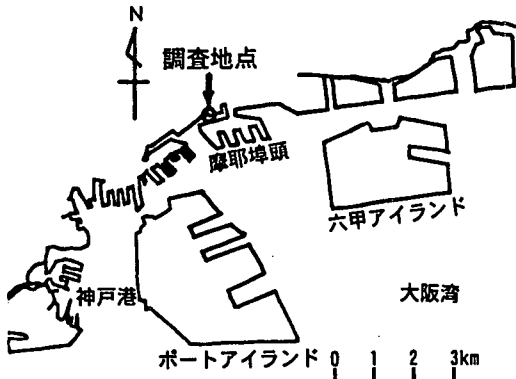 N
調査地点
摩耶埠頭
六甲アイランド
神戸港
大阪湾
ポートアイランド
0 1 2 3km